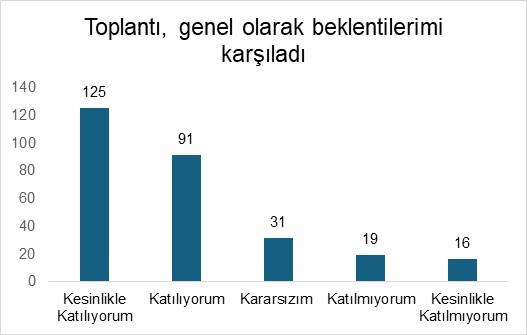 Toplantı, genel olarak beklentilerimi
karşıladı
140
120
100
80
60
40
20
0
125
91
31
19
16
Kesinlikle
Katılıyorum
Katılıyorum
Kararsızım
Katılmıyorum
Kesinlikle
Katılmıyorum